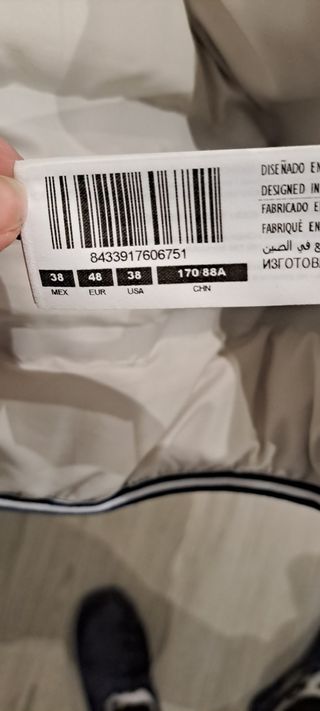 8433917606751
38 48 38 170/88A
MEX EUR USA CHN
DISEÑADO EN
DESIGNED IN
FABRICADO E
FABRIQUÉ EN
ع في الصين
ИЗГОТОВ